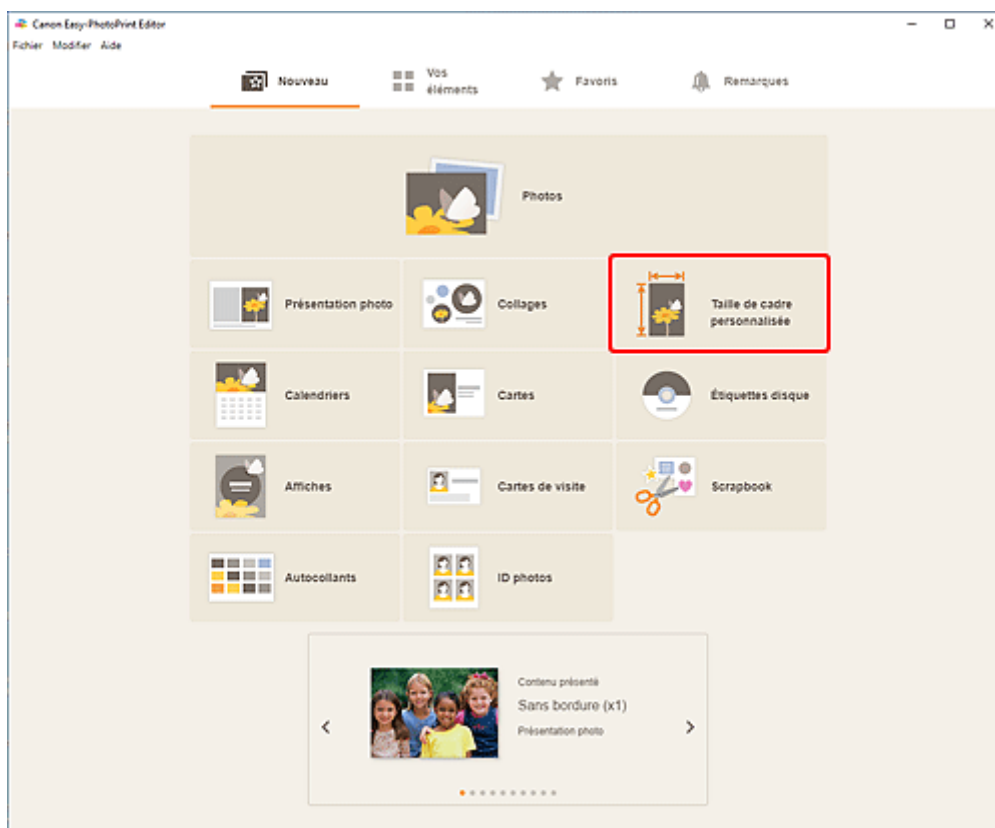 Canon Easy-PhotoPrint Editor
Fichier Modifier Aide
Nouveau
Vos
éléments
Favoris
Remarques
Photos
Présentation photo
Collages
Taille de cadre
personnalisée
Calendriers
Cartes
Étiquettes disque
Affiches
Cartes de visite
Scrapbook
Autocollants
ID photos
Contenu présenté
Sans bordure (x1)
Présentation photo